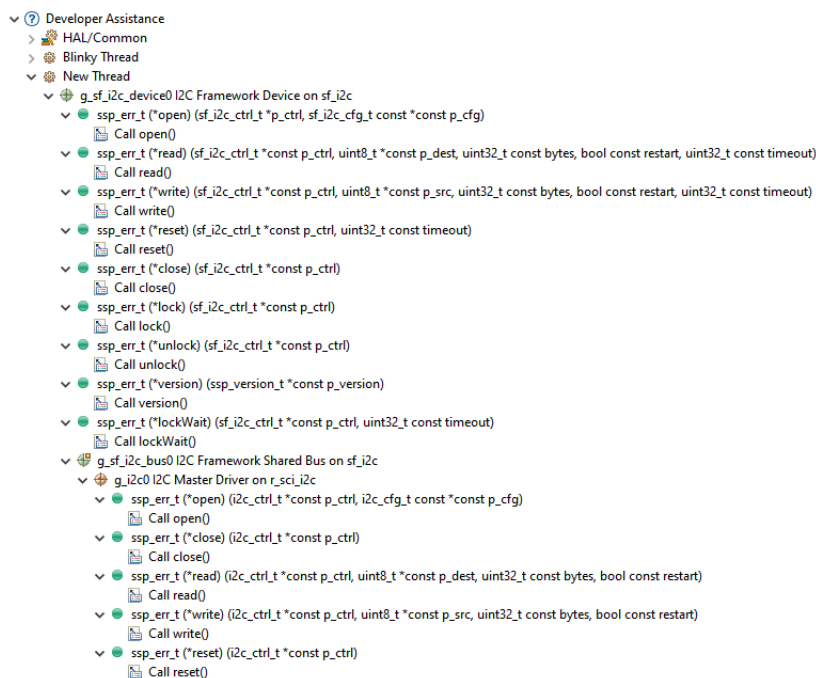 Developer Assistance
HAL/Common
Blinky Thread
New Thread
g_sf_i2c_device0 I2C Framework Device on sf_i2c
ssp_err_t (*open) (sf_i2c_ctrl_t *p_ctrl, sf_i2c_cfg_t const *const p_cfg)
Call open()
ssp_err_t (*read) (sf_i2c_ctrl_t *const p_ctrl, uint8_t *const p_dest, uint32_t const bytes, bool const restart, uint32_t const timeout)
Call read()
ssp_err_t (*write) (sf_i2c_ctrl_t *const p_ctrl, uint8_t *const p_src, uint32_t const bytes, bool const restart, uint32_t const timeout)
Call write()
ssp_err_t (*reset) (sf_i2c_ctrl_t *const p_ctrl, uint32_t const timeout)
Call reset()
ssp_err_t (*close) (sf_i2c_ctrl_t *const p_ctrl)
Call close()
ssp_err_t (*lock) (sf_i2c_ctrl_t *const p_ctrl)
Call lock()
ssp_err_t (*unlock) (sf_i2c_ctrl_t *const p_ctrl)
Call unlock()
ssp_err_t (*version) (ssp_version_t *const p_version)
Call version()
ssp_err_t (*lockWait) (sf_i2c_ctrl_t *const p_ctrl, uint32_t const timeout)
Call lockWait()
g_sf_i2c_bus0 I2C Framework Shared Bus on sf_i2c
g_i2c0 I2C Master Driver on r_sci_i2c
ssp_err_t (*open) (i2c_ctrl_t *const p_ctrl, i2c_cfg_t const *const p_cfg)
Call open()
ssp_err_t (*close) (i2c_ctrl_t *const p_ctrl)
Call close()
ssp_err_t (*read) (i2c_ctrl_t *const p_ctrl, uint8_t *const p_dest, uint32_t const bytes, bool const restart)
Call read()
ssp_err_t (*write) (i2c_ctrl_t *const p_ctrl, uint8_t *const p_src, uint32_t const bytes, bool const restart)
Call write()
ssp_err_t (*reset) (i2c_ctrl_t *const p_ctrl)
Call reset()